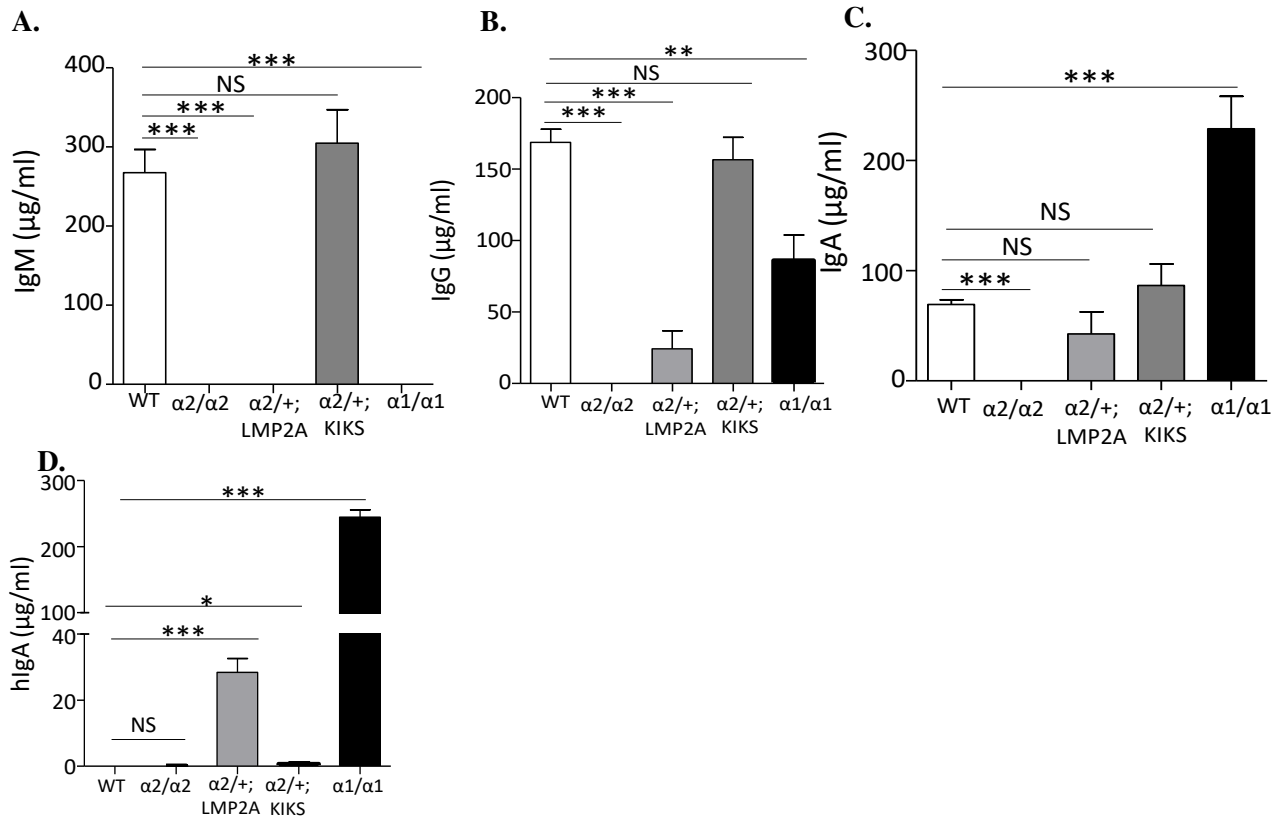 A.
IgM (µg/ml)
400
300
200
100
0
***
NS
***
***
WT α2/α2 α2/+; α2/+; α1/α1
LMP2A KIKS
B.
IgG (µg/ml)
200
150
100
50
0
**
NS
***
***
WT α2/α2 α2/+; α2/+; α1/α1
LMP2A KIKS
C.
IgA (µg/ml)
300
200
100
0
***
NS
NS
***
WT α2/α2 α2/+; α2/+; α1/α1
LMP2A KIKS
D.
hIgA (µg/ml)
300
200
100
40
20
0
***
*
***
NS
WT α2/α2 α2/+; α2/+; α1/α1
LMP2A KIKS